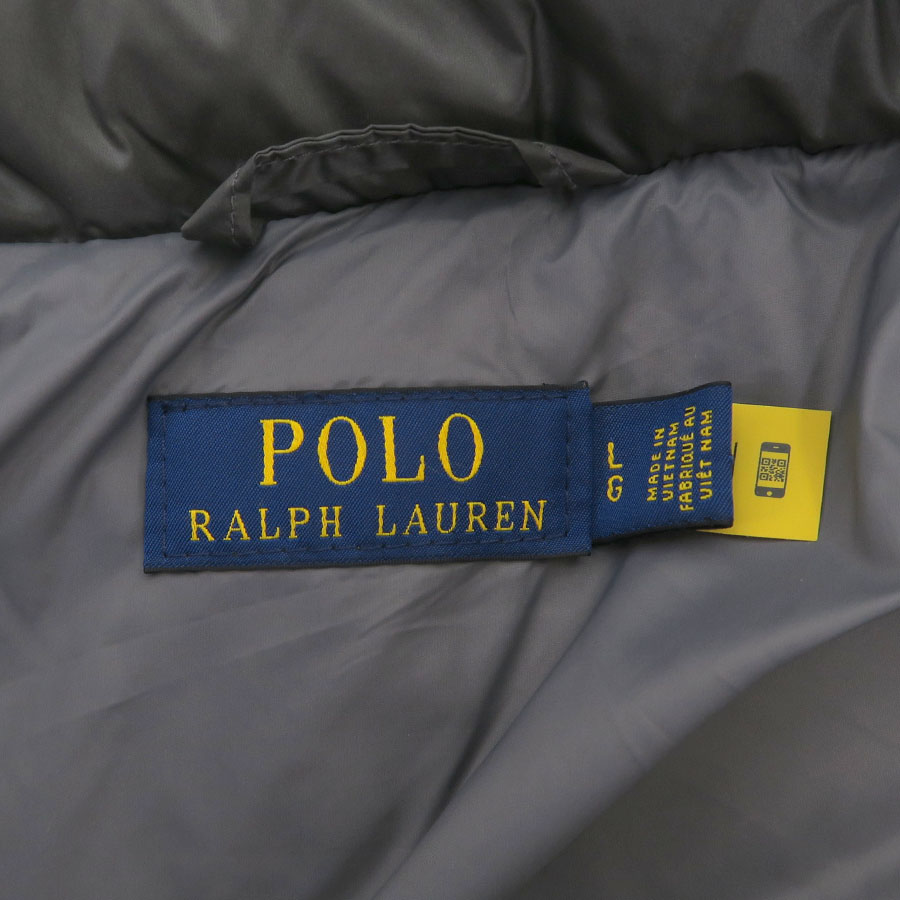 POLO
RALPH LAUREN
L
G
MADE IN
VIETNAM
FABRIQUÉ AU
VIÊT NAM